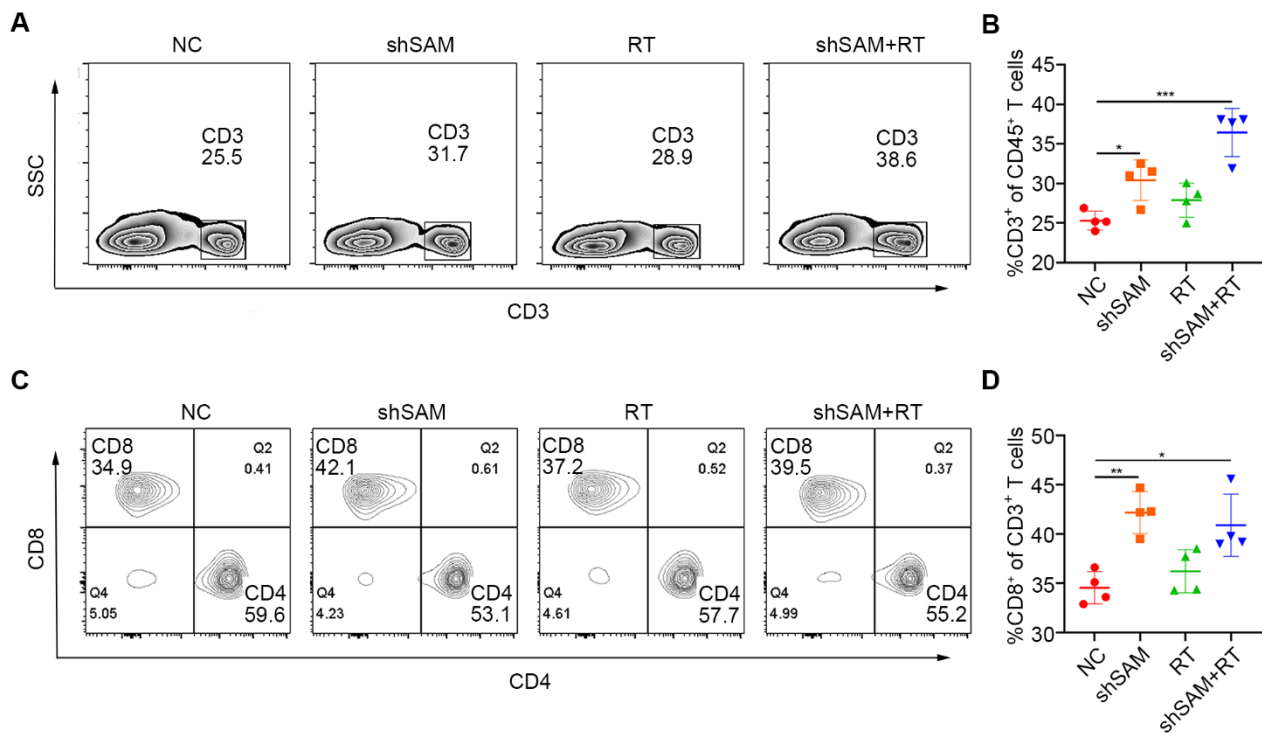 A
NC
shSAM
RT
shSAM+RT
CD3
25.5
CD3
31.7
CD3
28.9
CD3
38.6
SSC
CD3
B
%CD3⁺ of CD45⁺ T cells
45
40
35
30
25
20
***
*
NC
shSAM
RT
shSAM+RT
C
NC
shSAM
RT
shSAM+RT
CD8
34.9
Q2
0.41
Q4
5.05
CD4
59.6
CD8
42.1
Q2
0.61
Q4
4.23
CD4
53.1
CD8
37.2
Q2
0.52
Q4
4.61
CD4
57.7
CD8
39.5
Q2
0.37
Q4
4.99
CD4
55.2
CD8
CD4
D
%CD8⁺ of CD3⁺ T cells
50
45
40
35
30
*
**
NC
shSAM
RT
shSAM+RT